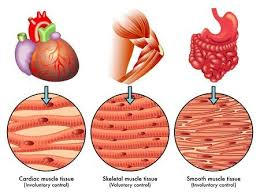 Cardiac muscle tissue
(Involuntary control)
Skeletal muscle tissue
(Voluntary control)
Smooth muscle tissue
(Involuntary control)